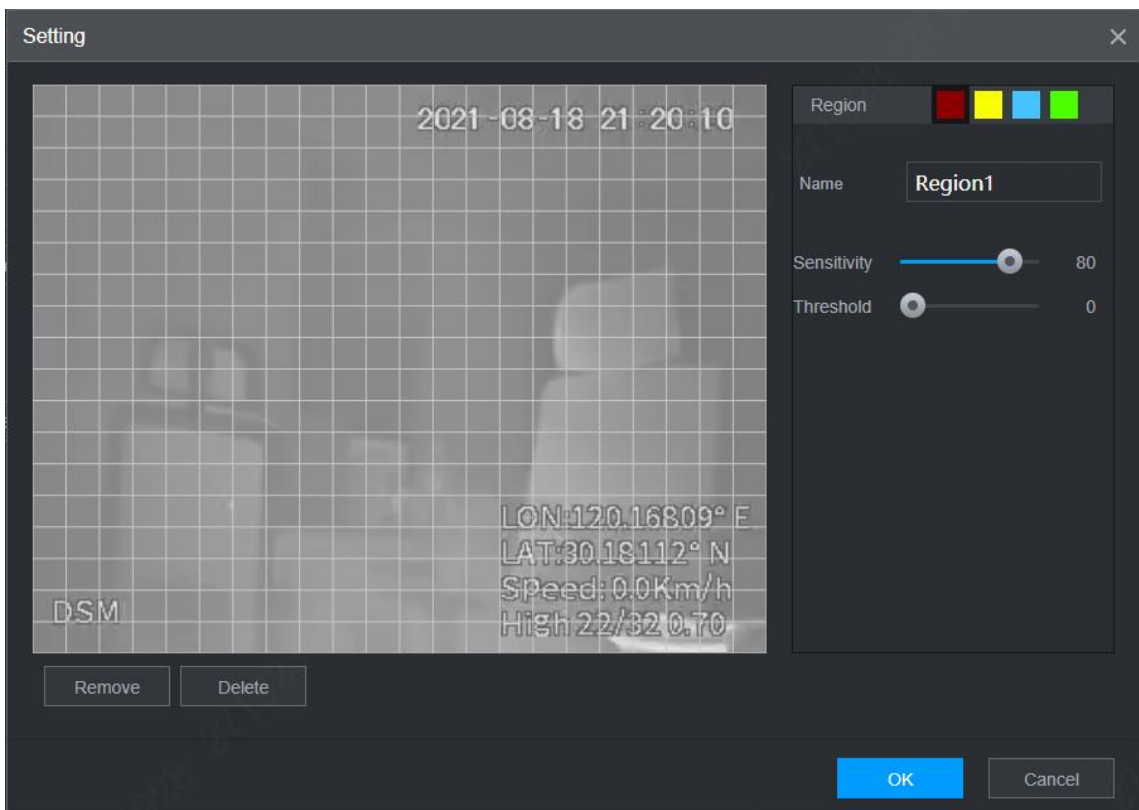 Setting
2021-08-18 21:20:10
LON:120.16809° E
LAT:30.18112° N
Speed: 0.0Km/h
High 22/32 0.70
DSM
Region
Name Region1
Sensitivity 80
Threshold 0
Remove Delete
OK Cancel